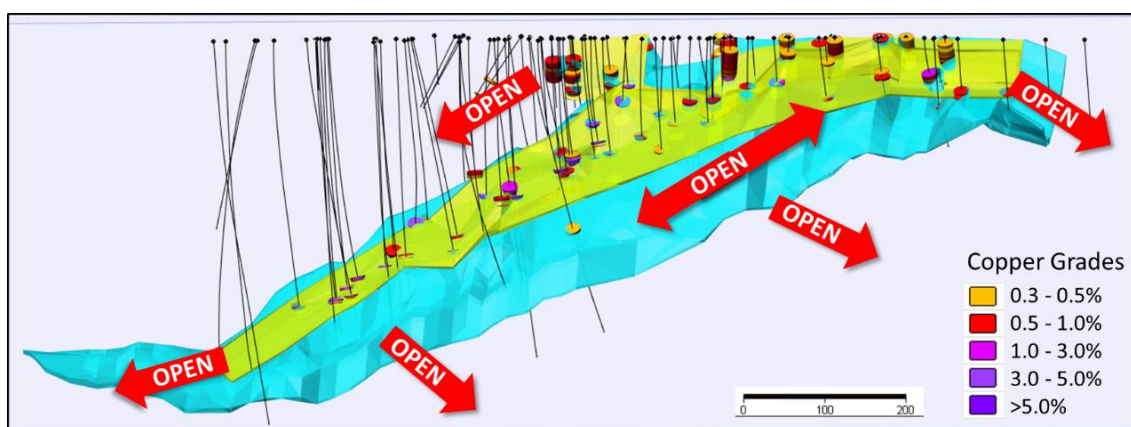 OPEN
OPEN
OPEN
OPEN
OPEN
OPEN
Copper Grades
0.3 - 0.5%
0.5 - 1.0%
1.0 - 3.0%
3.0 - 5.0%
>5.0%
0 100 200